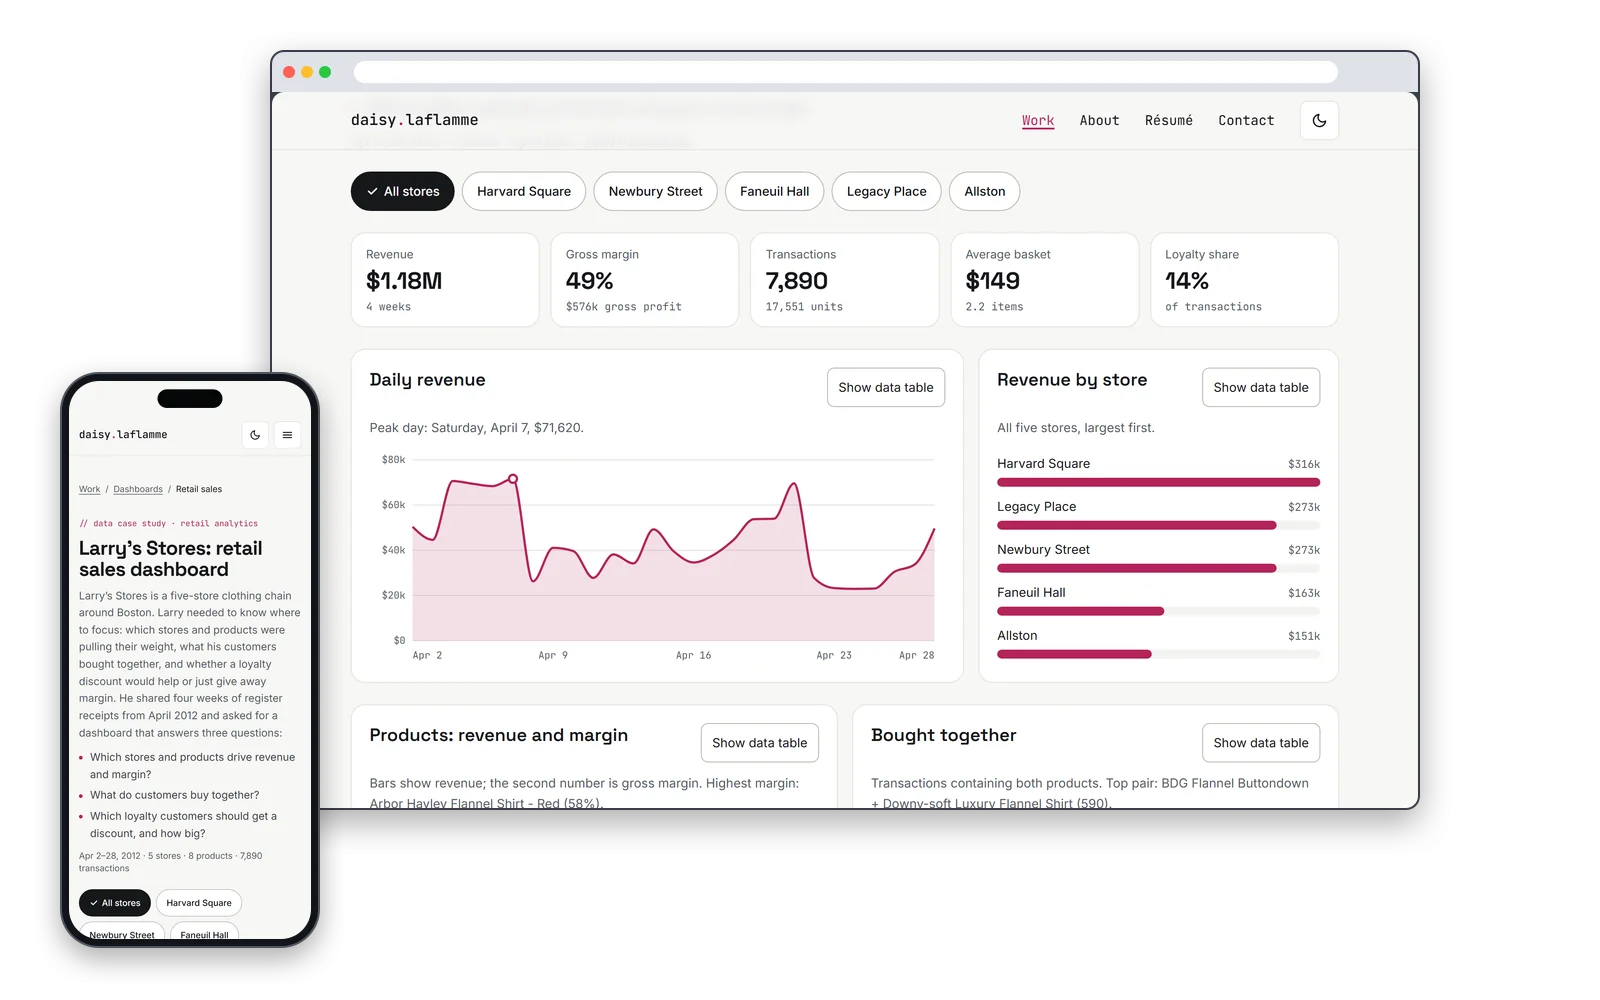 daisy.laflamme
Work About Résumé Contact
All stores Harvard Square Newbury Street Faneuil Hall Legacy Place Allston
Revenue
$1.18M
4 weeks
Gross margin
49%
$576k gross profit
Transactions
7,890
17,551 units
Average basket
$149
2.2 items
Loyalty share
14%
of transactions
Daily revenue
Show data table
Peak day: Saturday, April 7, $71,620.
$80k
$60k
$40k
$20k
$0
Apr 2 Apr 9 Apr 16 Apr 23 Apr 28
Revenue by store
Show data table
All five stores, largest first.
Harvard Square $316k
Legacy Place $273k
Newbury Street $273k
Faneuil Hall $163k
Allston $151k
Products: revenue and margin
Show data table
Bars show revenue; the second number is gross margin. Highest margin:
Arbor Hayley Flannel Shirt - Red (58%).
Bought together
Show data table
Transactions containing both products. Top pair: BDG Flannel Buttondown
+ Downy-soft Luxury Flannel Shirt (590).
daisy.laflamme
Work / Dashboards / Retail sales
// data case study · retail analytics
Larry’s Stores: retail
sales dashboard
Larry’s Stores is a five-store clothing chain
around Boston. Larry needed to know where
to focus: which stores and products were
pulling their weight, what his customers
bought together, and whether a loyalty
discount would help or just give away
margin. He shared four weeks of register
receipts from April 2012 and asked for a
dashboard that answers three questions:
• Which stores and products drive revenue
and margin?
• What do customers buy together?
• Which loyalty customers should get a
discount, and how big?
Apr 2–28, 2012 · 5 stores · 8 products · 7,890
transactions
All stores Harvard Square
Newbury Street Faneuil Hall